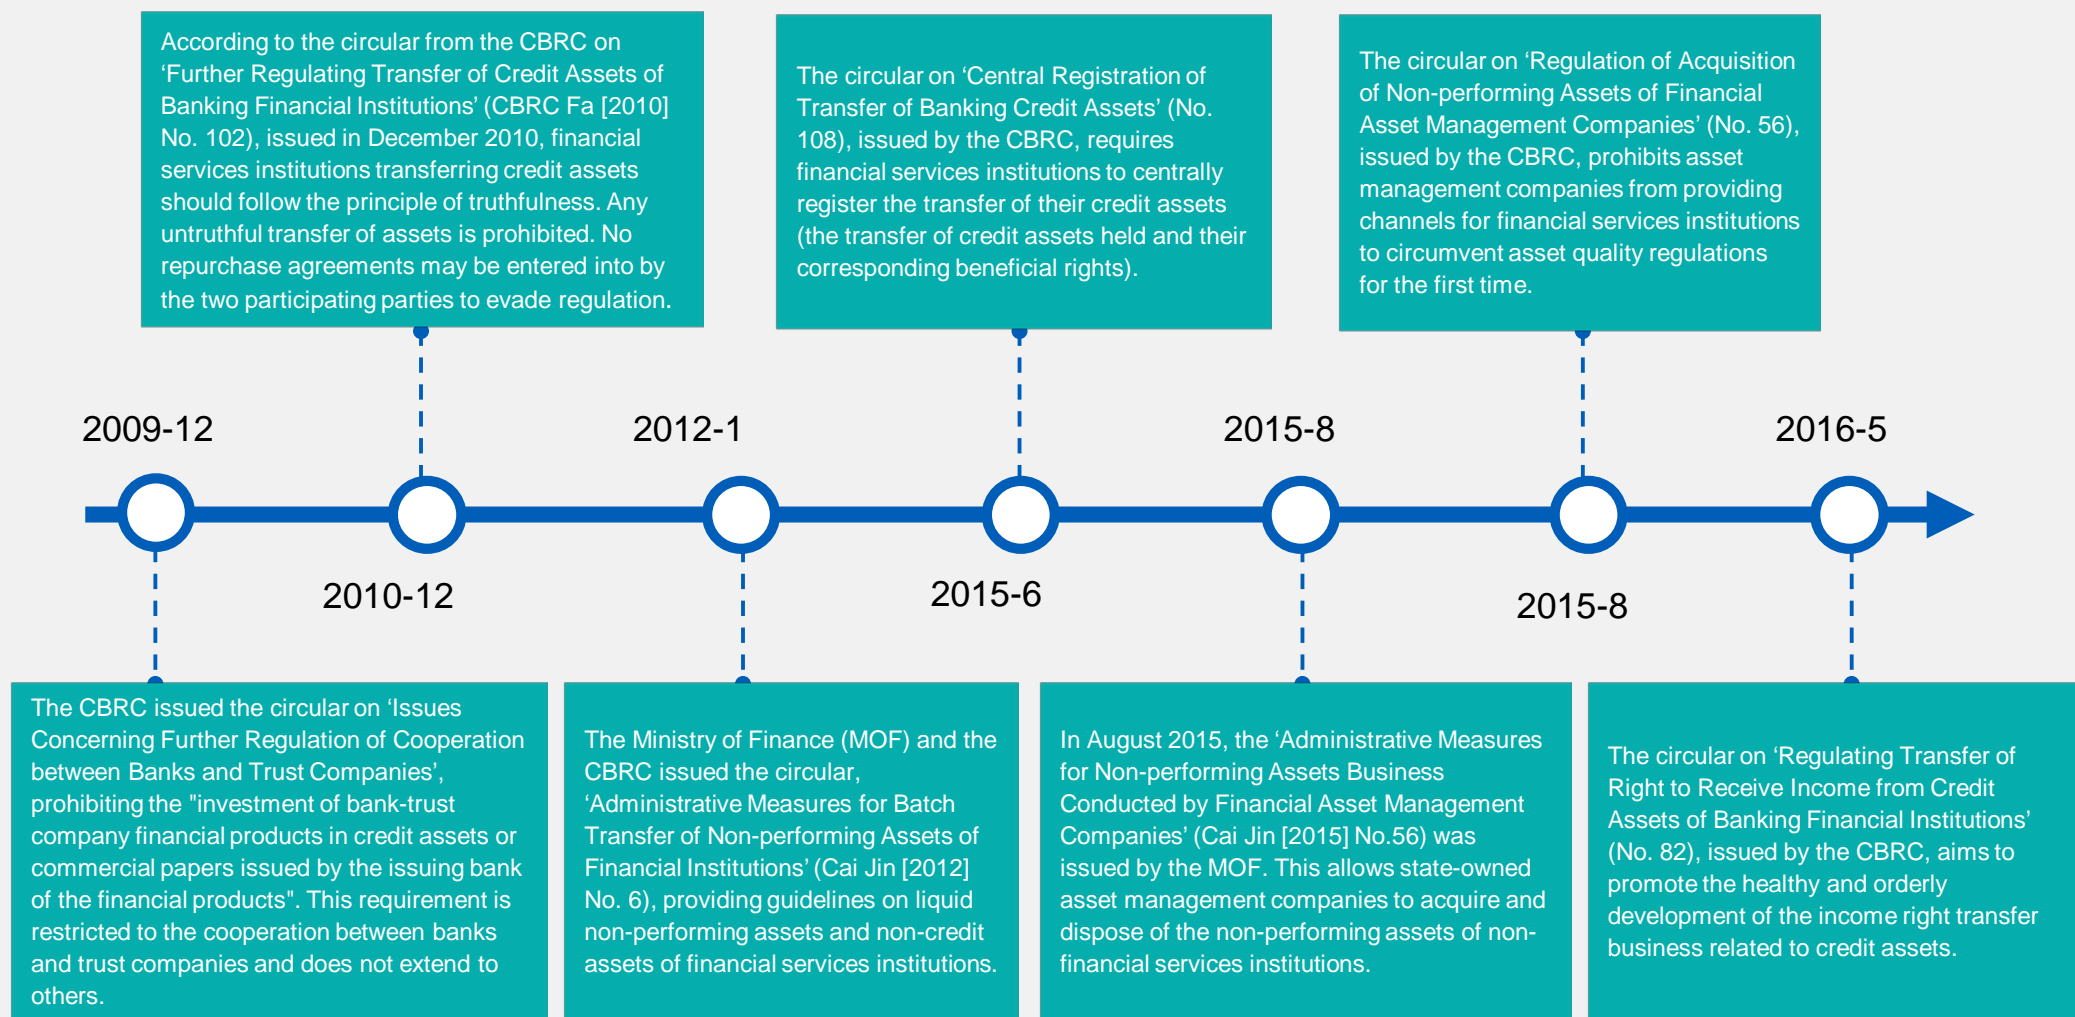 According to the circular from the CBRC on
‘Further Regulating Transfer of Credit Assets of
Banking Financial Institutions’ (CBRC Fa [2010]
No. 102), issued in December 2010, financial
services institutions transferring credit assets
should follow the principle of truthfulness. Any
untruthful transfer of assets is prohibited. No
repurchase agreements may be entered into by
the two participating parties to evade regulation.
The circular on ‘Central Registration of
Transfer of Banking Credit Assets’ (No.
108), issued by the CBRC, requires
financial services institutions to centrally
register the transfer of their credit assets
(the transfer of credit assets held and their
corresponding beneficial rights).
The circular on ‘Regulation of Acquisition
of Non-performing Assets of Financial
Asset Management Companies’ (No. 56),
issued by the CBRC, prohibits asset
management companies from providing
channels for financial services institutions
to circumvent asset quality regulations
for the first time.
2009-12
2012-1
2015-8
2016-5
2010-12
2015-6
2015-8
The CBRC issued the circular on ‘Issues
Concerning Further Regulation of Cooperation
between Banks and Trust Companies’,
prohibiting the "investment of bank-trust
company financial products in credit assets or
commercial papers issued by the issuing bank
of the financial products". This requirement is
restricted to the cooperation between banks
and trust companies and does not extend to
others.
The Ministry of Finance (MOF) and the
CBRC issued the circular,
‘Administrative Measures for Batch
Transfer of Non-performing Assets of
Financial Institutions’ (Cai Jin [2012]
No. 6), providing guidelines on liquid
non-performing assets and non-credit
assets of financial services institutions.
In August 2015, the ‘Administrative Measures
for Non-performing Assets Business
Conducted by Financial Asset Management
Companies’ (Cai Jin [2015] No.56) was
issued by the MOF. This allows state-owned
asset management companies to acquire and
dispose of the non-performing assets of non-
financial services institutions.
The circular on ‘Regulating Transfer of
Right to Receive Income from Credit
Assets of Banking Financial Institutions’
(No. 82), issued by the CBRC, aims to
promote the healthy and orderly
development of the income right transfer
business related to credit assets.